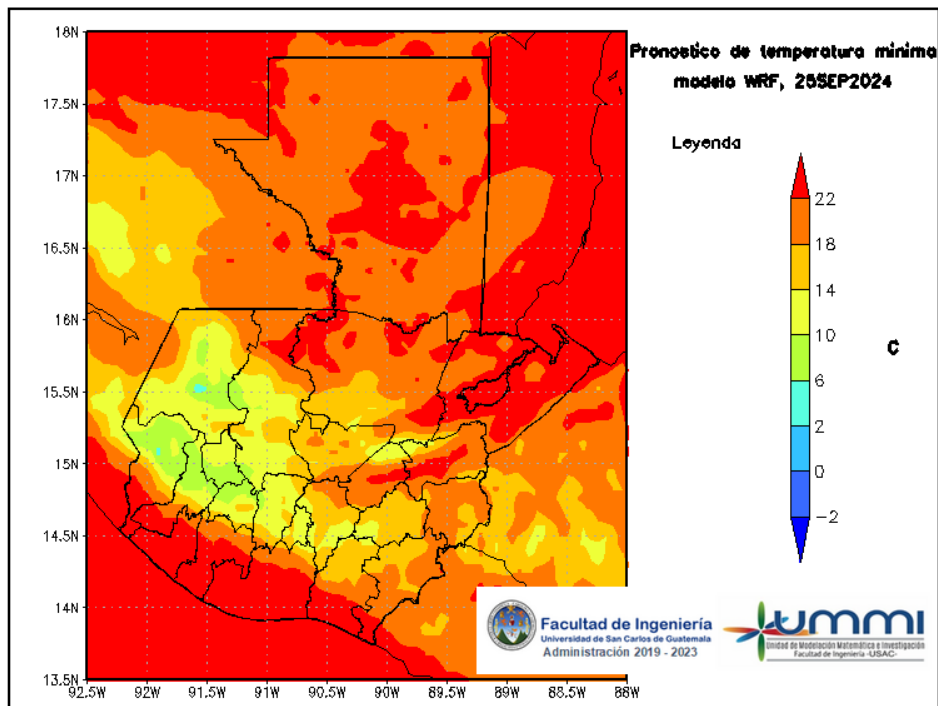 18N
17.5N
17N
16.5N
16N
15.5N
15N
14.5N
14N
13.5N
92.5W
92W
91.5W
91W
90.5W
90W
89.5W
89W
88.5W
88W
Pronostico de temperatura minima
modelo WRF, 25SEP2024
Leyenda
22
18
14
10
6
2
0
−2
C
Facultad de Ingeniería
Universidad de San Carlos de Guatemala
Administración 2019 - 2023
ummi
Unidad de Modelación Matemática e Investigación
Facultad de Ingeniería -USAC-